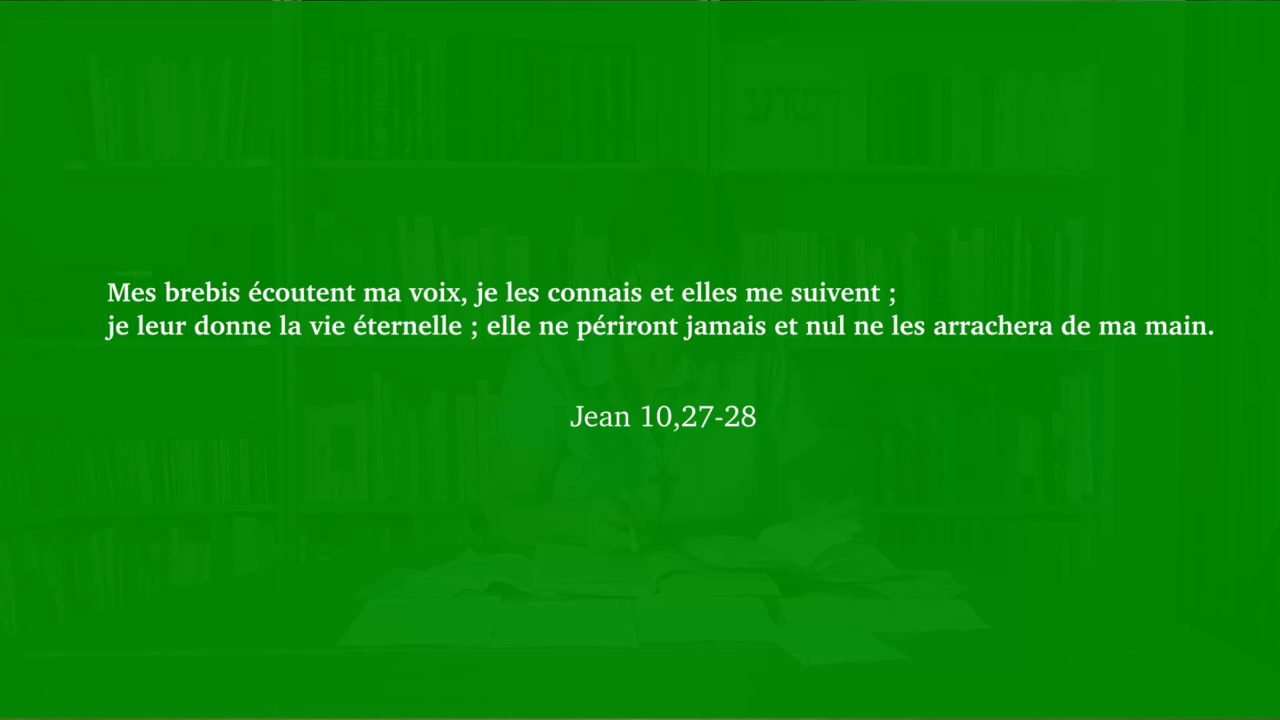 ישוע
Mes brebis écoutent ma voix, je les connais et elles me suivent ;
je leur donne la vie éternelle ; elle ne périront jamais et nul ne les arrachera de ma main.
Jean 10,27-28